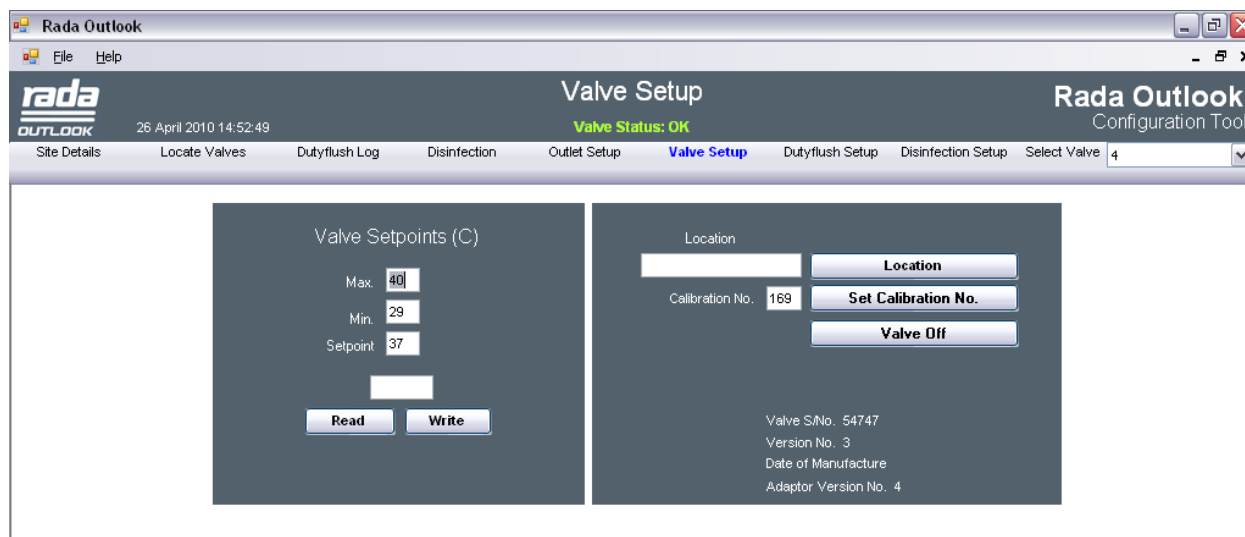 Rada Outlook
File Help
Valve Setup
Rada Outlook
rada
OUTLOOK
26 April 2010 14:52:49
Valve Status: OK
Configuration Tool
Site Details Locate Valves Dutyflush Log Disinfection Outlet Setup Valve Setup Dutyflush Setup Disinfection Setup Select Valve 4
Valve Setpoints (C)
Max. 40
Min. 29
Setpoint 37
Read Write
Location
Location
Calibration No. 169 Set Calibration No.
Valve Off
Valve S/No. 54747
Version No. 3
Date of Manufacture
Adaptor Version No. 4